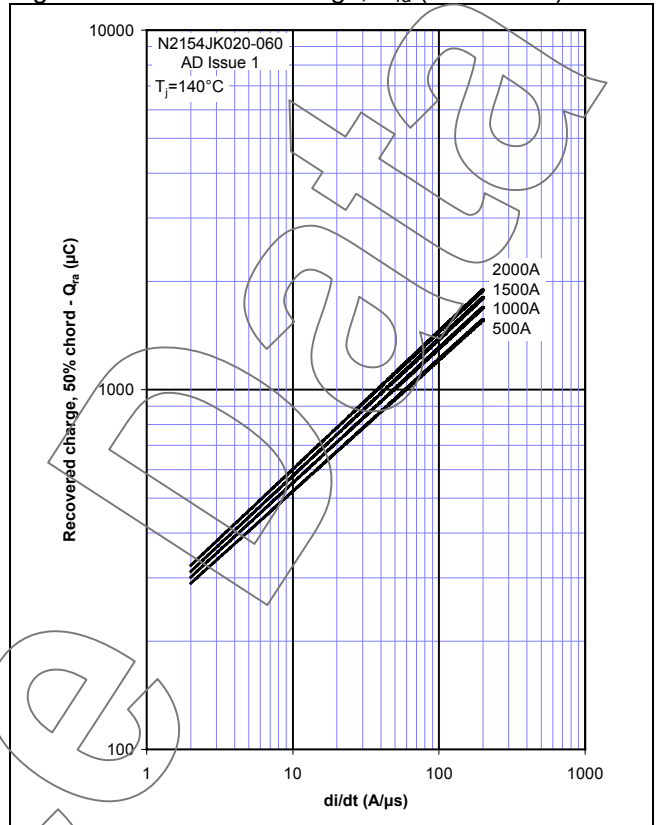 10000
N2154JK020-060
AD Issue 1
Tj=140°C
Recovered charge, 50% chord - Qra (µC)
2000A
1500A
1000A
500A
1000
100
1
10
100
1000
di/dt (A/µs)
Data
e